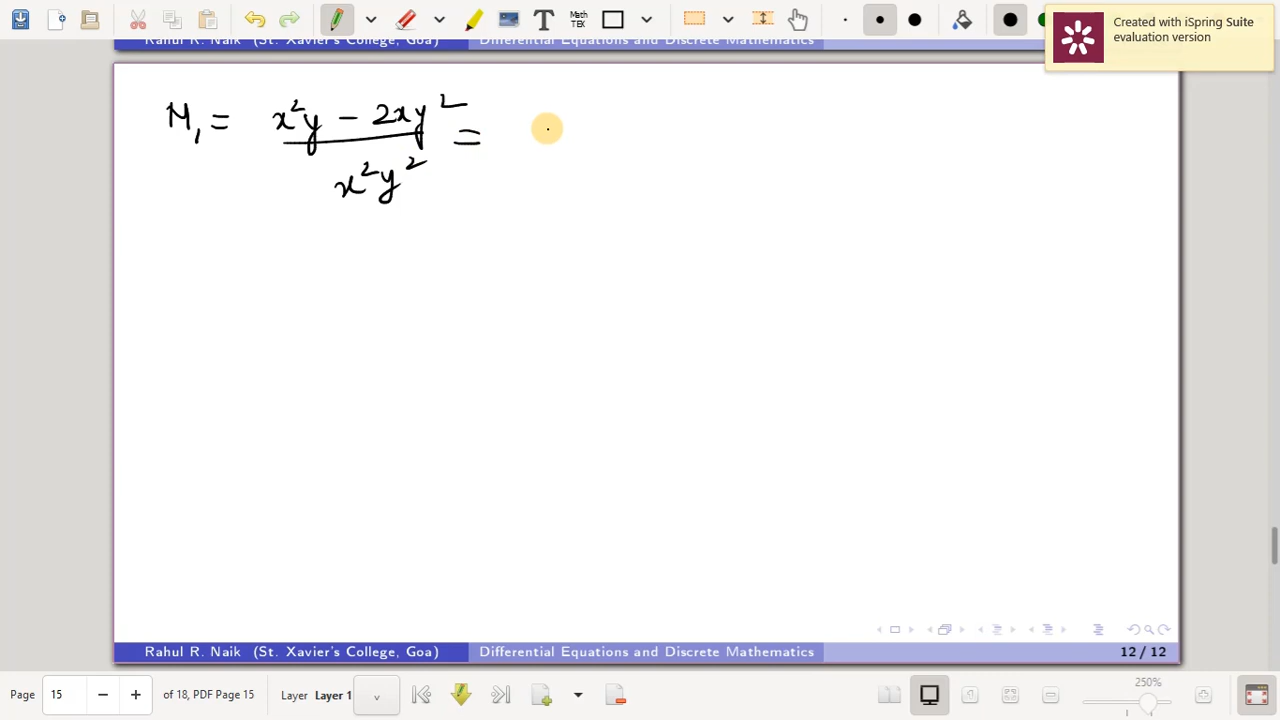 Created with iSpring Suite
evaluation version
Math
TEX
Rahul R. Naik (St. Xavier's College, Goa) Differential Equations and Discrete Mathematics
M₁ = x²y − 2xy² =
x²y²
Rahul R. Naik (St. Xavier's College, Goa) Differential Equations and Discrete Mathematics 12 / 12
Page 15 of 18, PDF Page 15 Layer Layer 1 250%